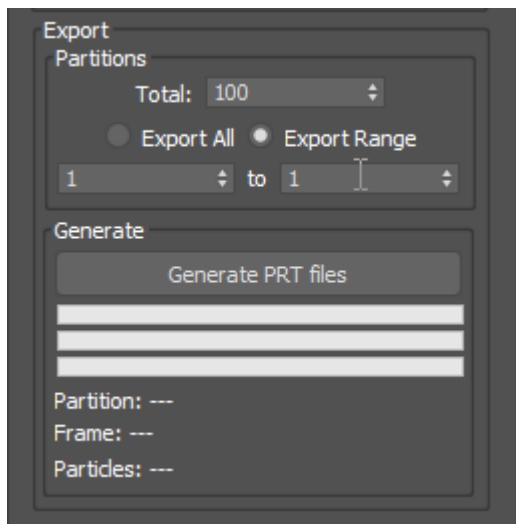 Export
Partitions
Total: 100
Export All Export Range
1 to 1
Generate
Generate PRT files
Partition: ---
Frame: ---
Particles: ---